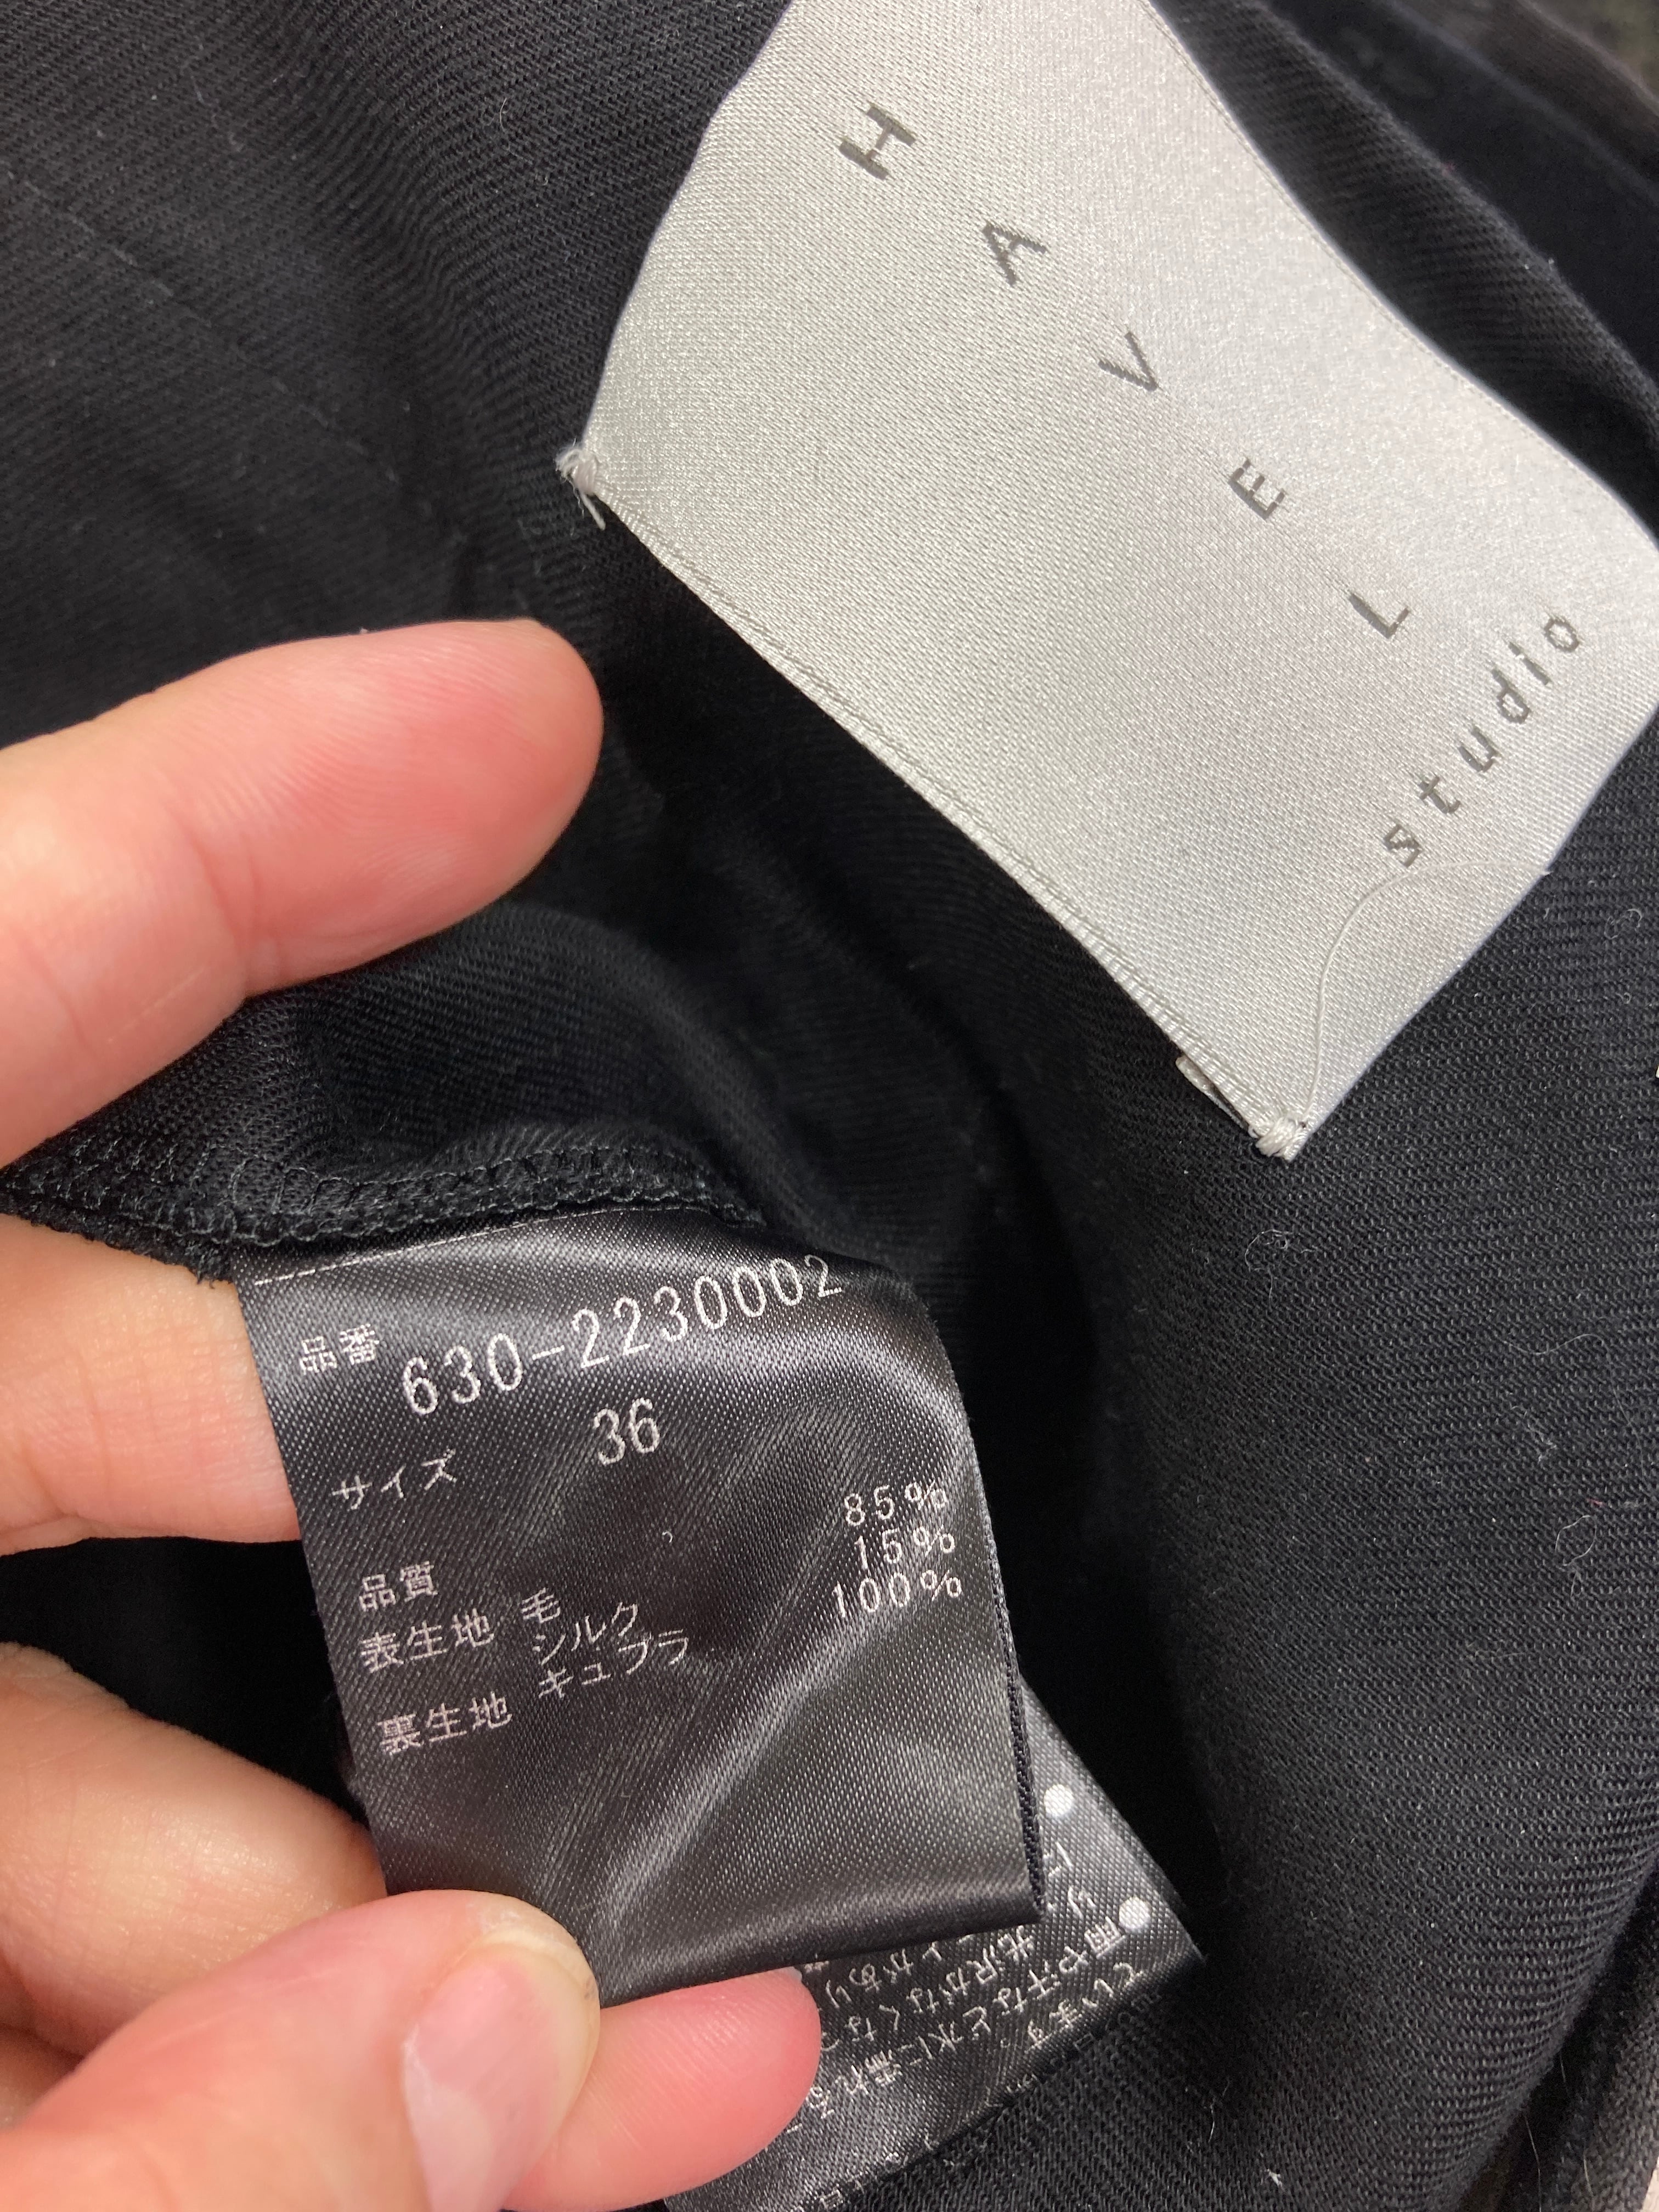 HAVEL
studio
品番 630-2230002
サイズ 36
品質
表生地 毛 85%
シルク 15%
裏生地 キュプラ 100%